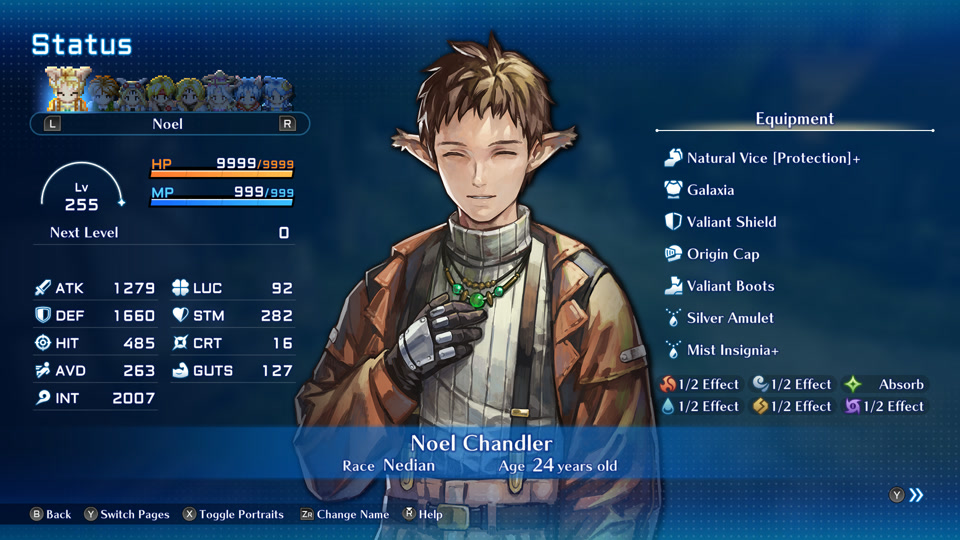 Status
L Noel R
Lv 255
HP 9999/9999
MP 999/999
Next Level 0
ATK 1279 LUC 92
DEF 1660 STM 282
HIT 485 CRT 16
AVD 263 GUTS 127
INT 2007
Equipment
Natural Vice [Protection]+
Galaxia
Valiant Shield
Origin Cap
Valiant Boots
Silver Amulet
Mist Insignia+
1/2 Effect 1/2 Effect Absorb
1/2 Effect 1/2 Effect 1/2 Effect
Noel Chandler
Race Nedian Age 24 years old
Y
B Back Y Switch Pages X Toggle Portraits ZR Change Name R Help